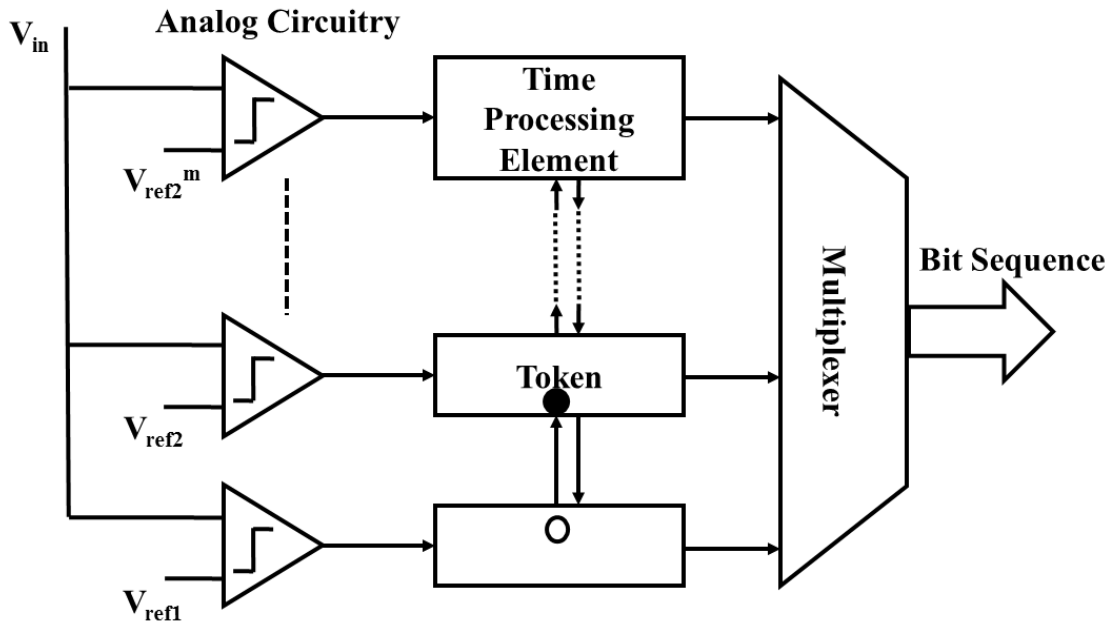 Analog Circuitry
V_in
Time
Processing
Element
V_ref2^m
Bit Sequence
Multiplexer
Token
V_ref2
V_ref1